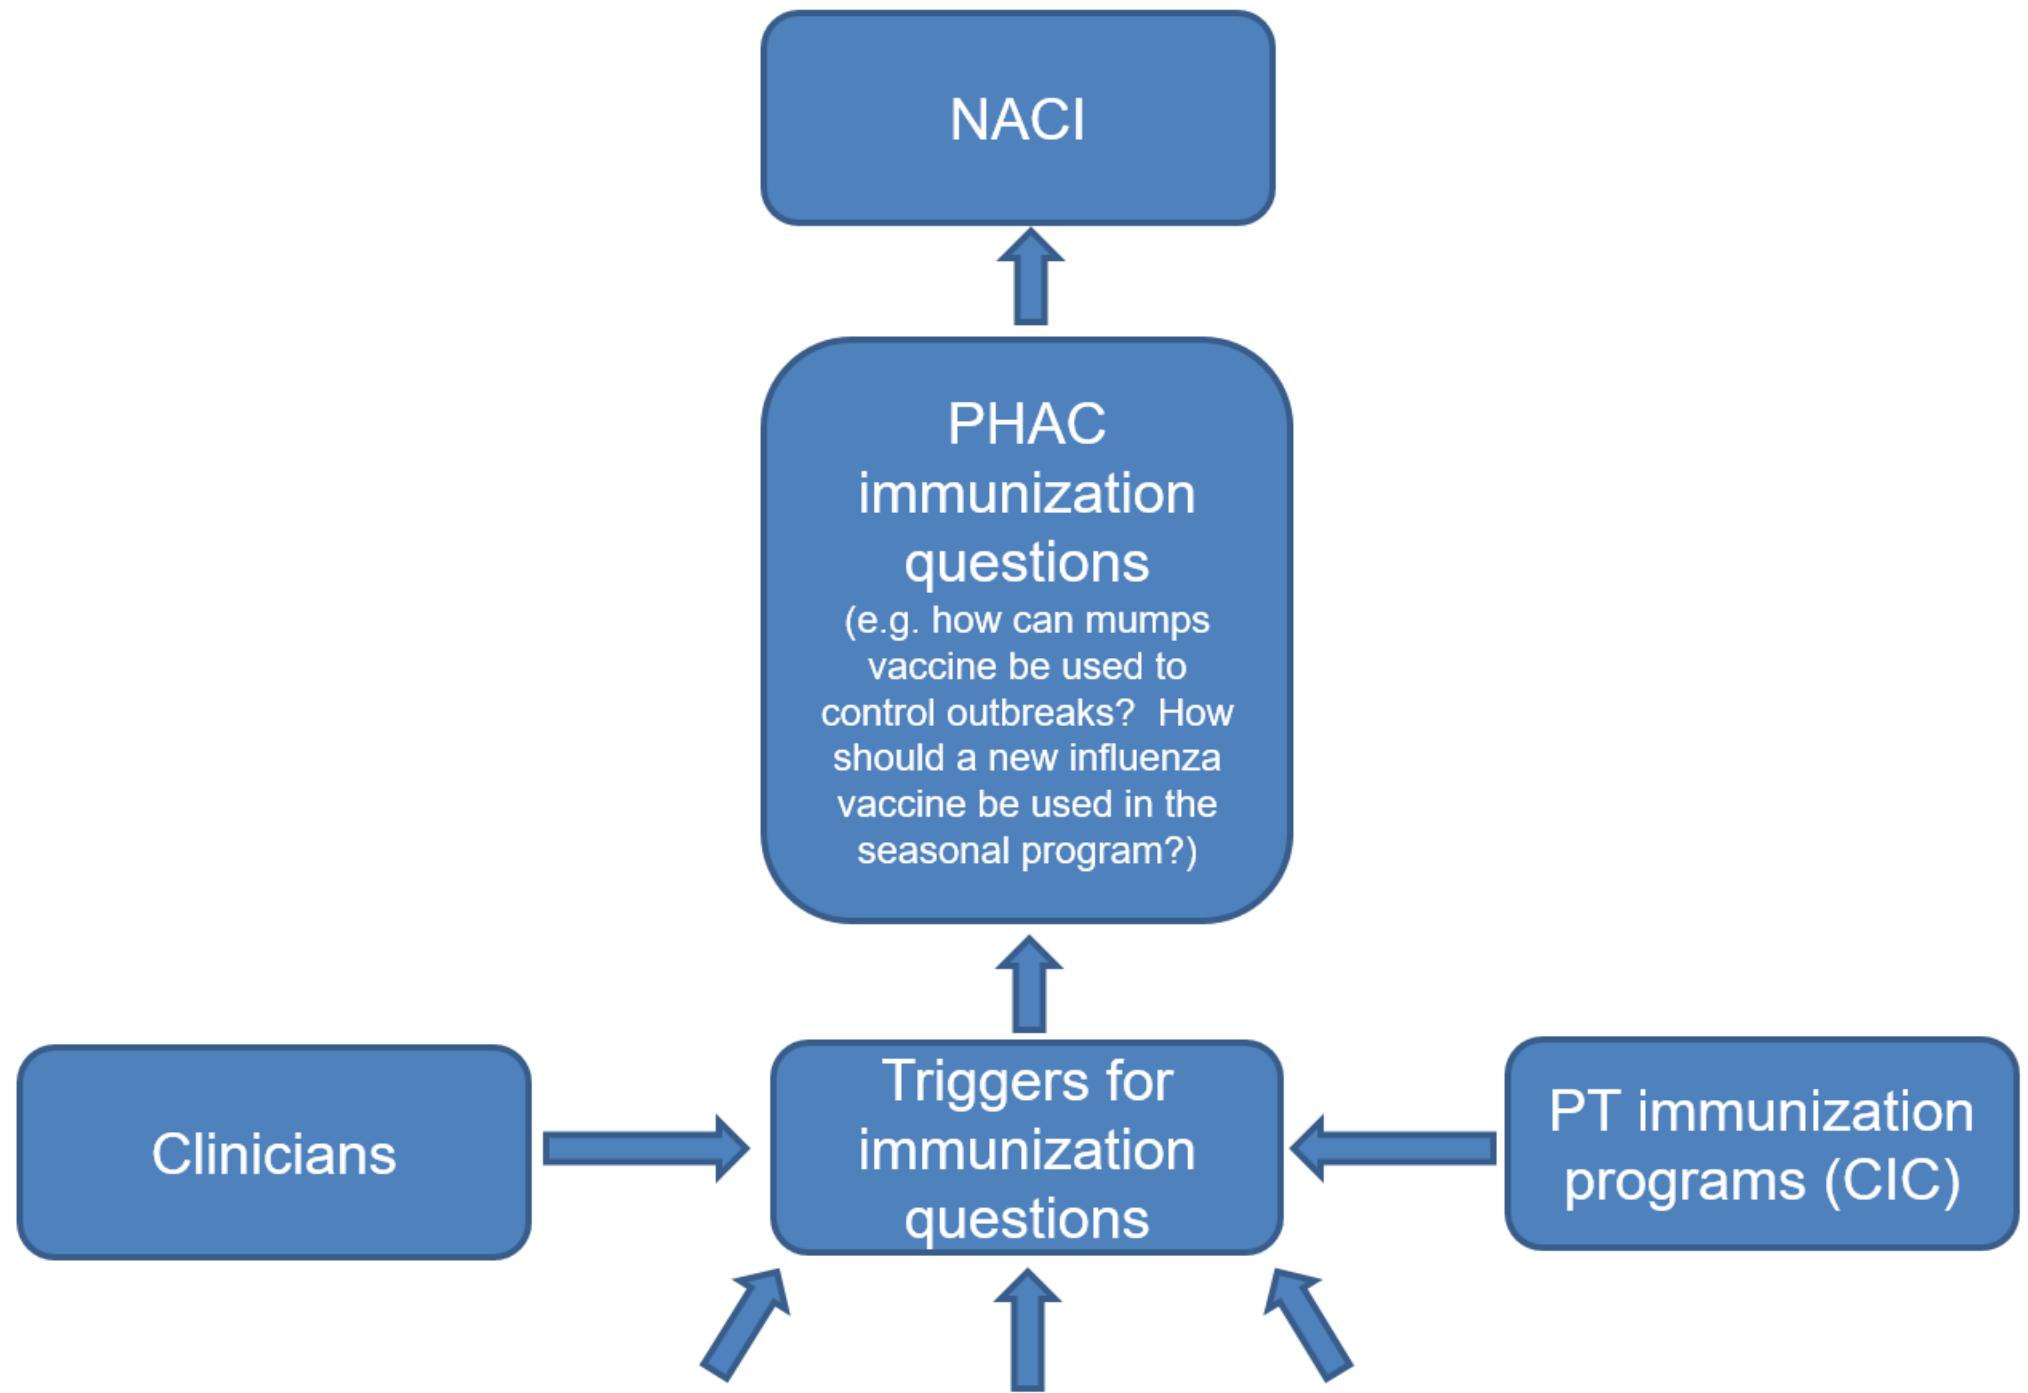 NACI
PHAC
immunization
questions
(e.g. how can mumps
vaccine be used to
control outbreaks?  How
should a new influenza
vaccine be used in the
seasonal program?)
Clinicians
Triggers for
immunization
questions
PT immunization
programs (CIC)